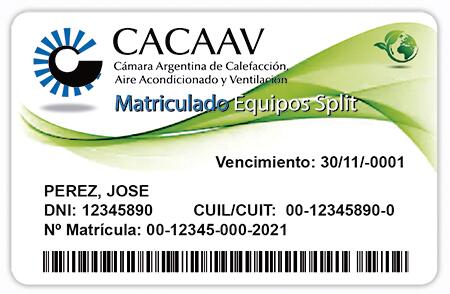 CACAAV
Cámara Argentina de Calefacción,
Aire Acondicionado y Ventilación
Matriculado Equipos Split
Vencimiento: 30/11/-0001
PEREZ, JOSE
DNI: 12345890 CUIL/CUIT: 00-12345890-0
Nº Matrícula: 00-12345-000-2021